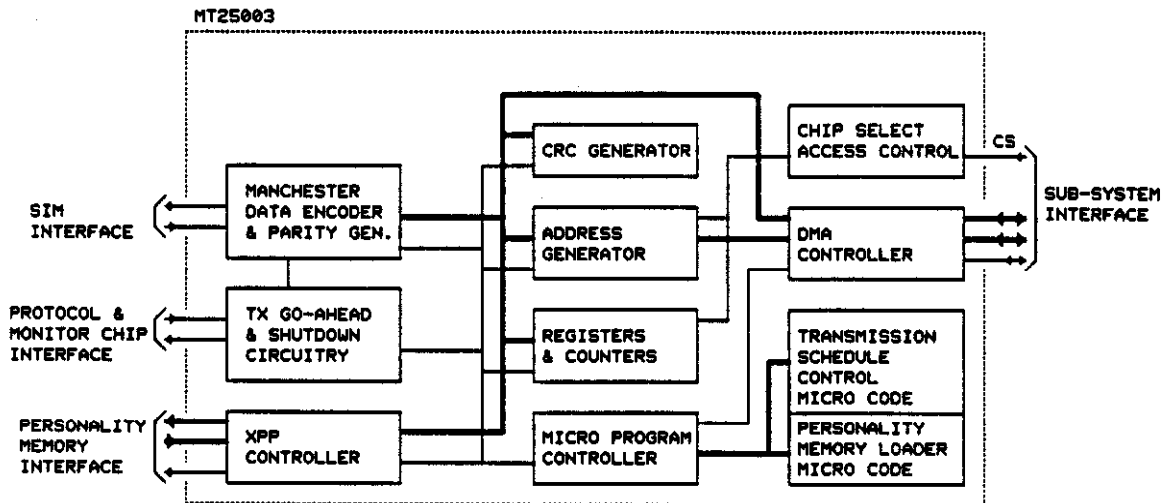 MT25003
SIM
INTERFACE
PROTOCOL &
MONITOR CHIP
INTERFACE
PERSONALITY
MEMORY
INTERFACE
MANCHESTER
DATA ENCODER
& PARITY GEN.
TX GO-AHEAD
& SHUTDOWN
CIRCUITRY
XPP
CONTROLLER
CRC GENERATOR
ADDRESS
GENERATOR
REGISTERS
& COUNTERS
MICRO PROGRAM
CONTROLLER
CHIP SELECT
ACCESS CONTROL
DMA
CONTROLLER
TRANSMISSION
SCHEDULE
CONTROL
MICRO CODE
PERSONALITY
MEMORY LOADER
MICRO CODE
CS
SUB-SYSTEM
INTERFACE